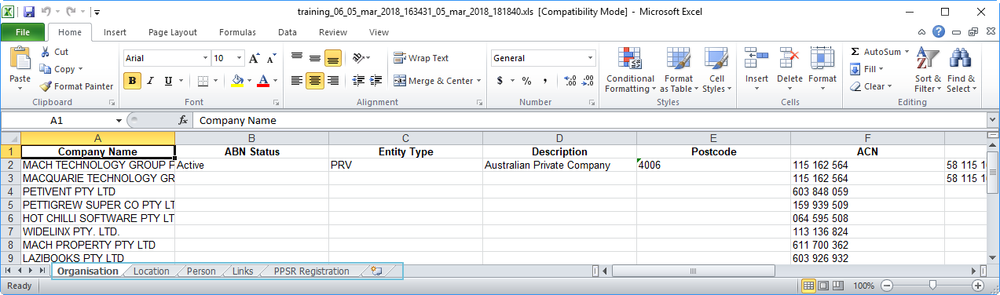 training_06_05_mar_2018_163431_05_mar_2018_181840.xls [Compatibility Mode] - Microsoft Excel
File Home Insert Page Layout Formulas Data Review View
Paste Cut Copy Format Painter
Clipboard
Arial 10
B I U
Font
Wrap Text
Merge & Center
Alignment
General
$ % ,
Number
Conditional Formatting
Format as Table
Cell Styles
Styles
Insert Delete Format
Cells
Σ AutoSum
Fill
Clear
Sort & Filter
Find & Select
Editing
A1 fx Company Name
A B C D E F
1 Company Name ABN Status Entity Type Description Postcode ACN
2 MACH TECHNOLOGY GROUP P Active PRV Australian Private Company 4006 115 162 564 58 115 16
3 MACQUARIE TECHNOLOGY GR 115 162 564 58 115 16
4 PETIVENT PTY LTD 603 848 059
5 PETTIGREW SUPER CO PTY LT 159 939 509
6 HOT CHILLI SOFTWARE PTY LT 064 595 508
7 WIDELINX PTY. LTD. 113 136 824
8 MACH PROPERTY PTY LTD 611 700 362
9 LAZIBOOKS PTY LTD 603 926 932
Organisation Location Person Links PPSR Registration
Ready 100%